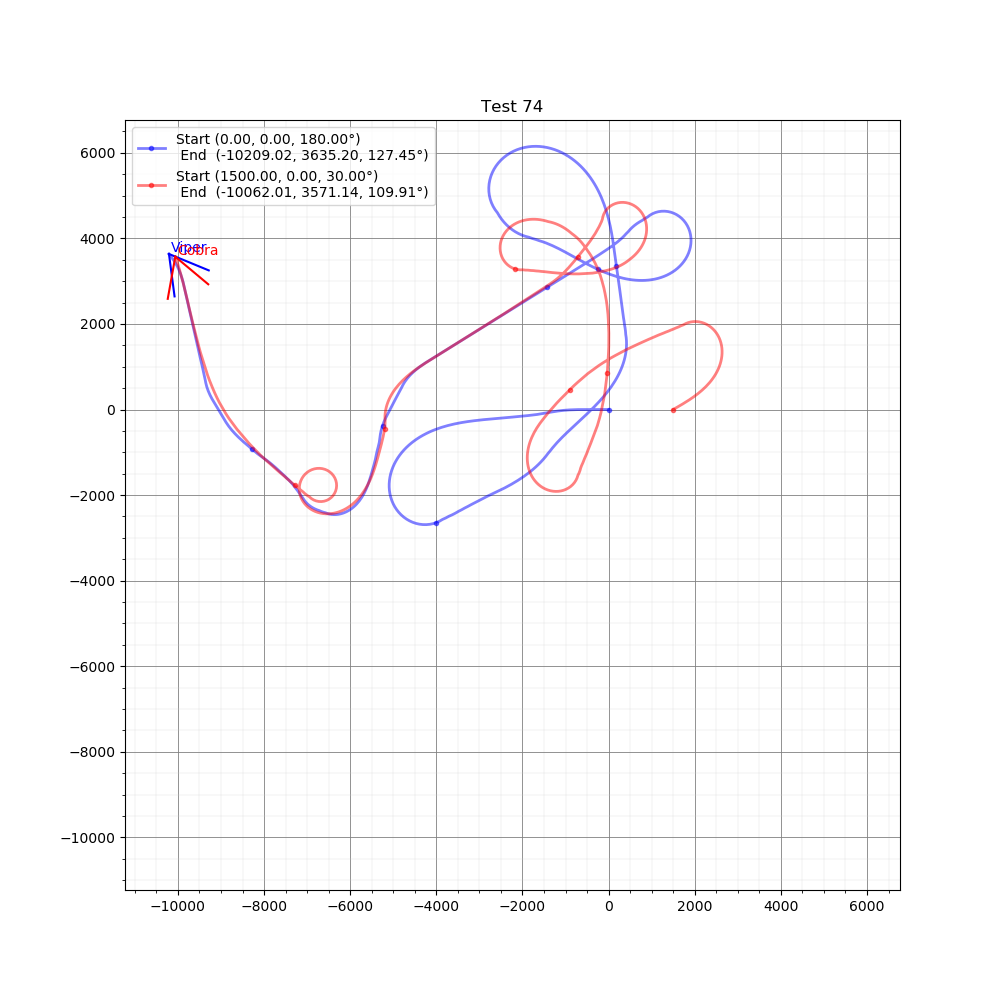 Test 74
Start (0.00, 0.00, 180.00°)
End (-10209.02, 3635.20, 127.45°)
Start (1500.00, 0.00, 30.00°)
End (-10062.01, 3571.14, 109.91°)
Viper
Cobra
6000
4000
2000
0
−2000
−4000
−6000
−8000
−10000
−10000 −8000 −6000 −4000 −2000 0 2000 4000 6000